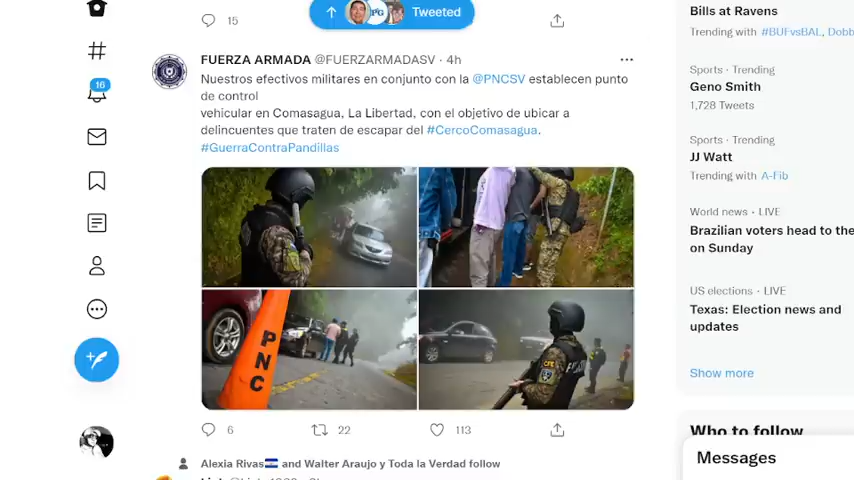 Tweeted
15
FUERZA ARMADA @FUERZARMADASV · 4h
Nuestros efectivos militares en conjunto con la @PNCSV establecen punto
de control
vehicular en Comasagua, La Libertad, con el objetivo de ubicar a
delincuentes que traten de escapar del #CercoComasagua.
#GuerraContraPandillas
PNC
6
22
113
Alexia Rivas and Walter Araujo y Toda la Verdad follow
16
Bills at Ravens
Trending with #BUFvsBAL,
Sports · Trending
Geno Smith
1,728 Tweets
Sports · Trending
JJ Watt
Trending with A-Fib
World news · LIVE
Brazilian voters head to the
on Sunday
US elections · LIVE
Texas: Election news and
updates
Show more
Who to follow
Messages